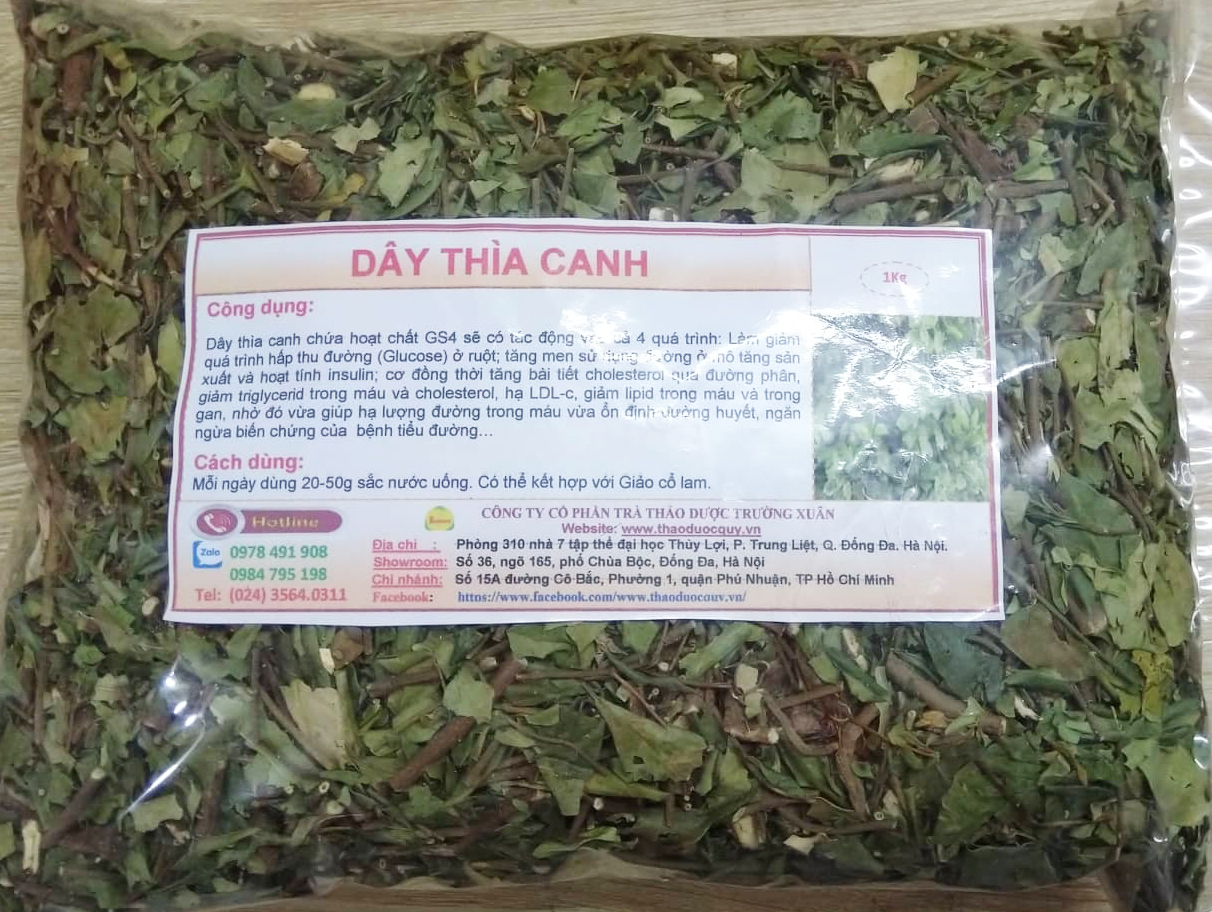 DÂY THÌA CANH
1Kg
Công dụng:
Dây thìa canh chứa hoạt chất GS4 sẽ có tác động cả 4 quá trình: Làm giảm
quá trình hấp thu đường (Glucose) ở ruột; tăng men sử dụng đường ở mô tăng sản
xuất và hoạt tính insulin; cơ đồng thời tăng bài tiết cholesterol qua đường phân,
giảm triglycerid trong máu và cholesterol, hạ LDL-c, giảm lipid trong máu và trong
gan, nhờ đó vừa giúp hạ lượng đường trong máu vừa ổn định đường huyết, ngăn
ngừa biến chứng của bệnh tiểu đường...
Cách dùng:
Mỗi ngày dùng 20-50g sắc nước uống. Có thể kết hợp với Giảo cổ lam.
Hotline
Zalo 0978 491 908
0984 795 198
Tel: (024) 3564.0311
CÔNG TY CỔ PHẦN TRÀ THẢO DƯỢC TRƯỜNG XUÂN
Website: www.thaoduocquy.vn
Địa chỉ : Phòng 310 nhà 7 tập thể đại học Thủy Lợi, P. Trung Liệt, Q. Đống Đa. Hà Nội.
Showroom: Số 36, ngõ 165, phố Chùa Bộc, Đống Đa, Hà Nội
Chi nhánh: Số 15A đường Cô Bắc, Phường 1, quận Phú Nhuận, TP Hồ Chí Minh
Facebook: https://www.facebook.com/www.thaoduocquy.vn/